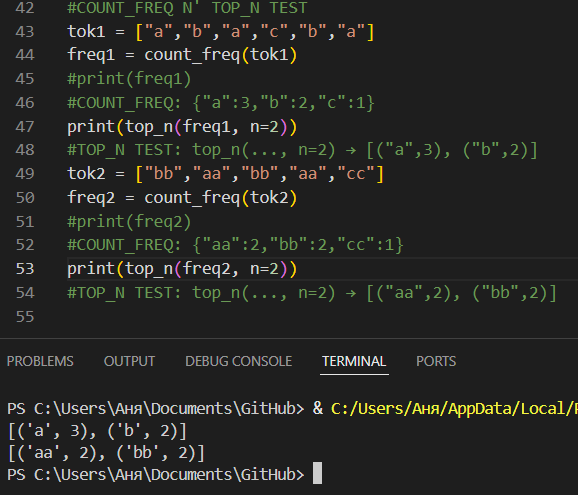 42 #COUNT_FREQ N' TOP_N TEST
43 tok1 = ["a","b","a","c","b","a"]
44 freq1 = count_freq(tok1)
45 #print(freq1)
46 #COUNT_FREQ: {"a":3,"b":2,"c":1}
47 print(top_n(freq1, n=2))
48 #TOP_N TEST: top_n(..., n=2) → [("a",3), ("b",2)]
49 tok2 = ["bb","aa","bb","aa","cc"]
50 freq2 = count_freq(tok2)
51 #print(freq2)
52 #COUNT_FREQ: {"aa":2,"bb":2,"cc":1}
53 print(top_n(freq2, n=2))
54 #TOP_N TEST: top_n(..., n=2) → [("aa",2), ("bb",2)]
55
PROBLEMS OUTPUT DEBUG CONSOLE TERMINAL PORTS
PS C:\Users\Аня\Documents\GitHub> & C:/Users/Аня/AppData/Local/
[('a', 3), ('b', 2)]
[('aa', 2), ('bb', 2)]
PS C:\Users\Аня\Documents\GitHub>